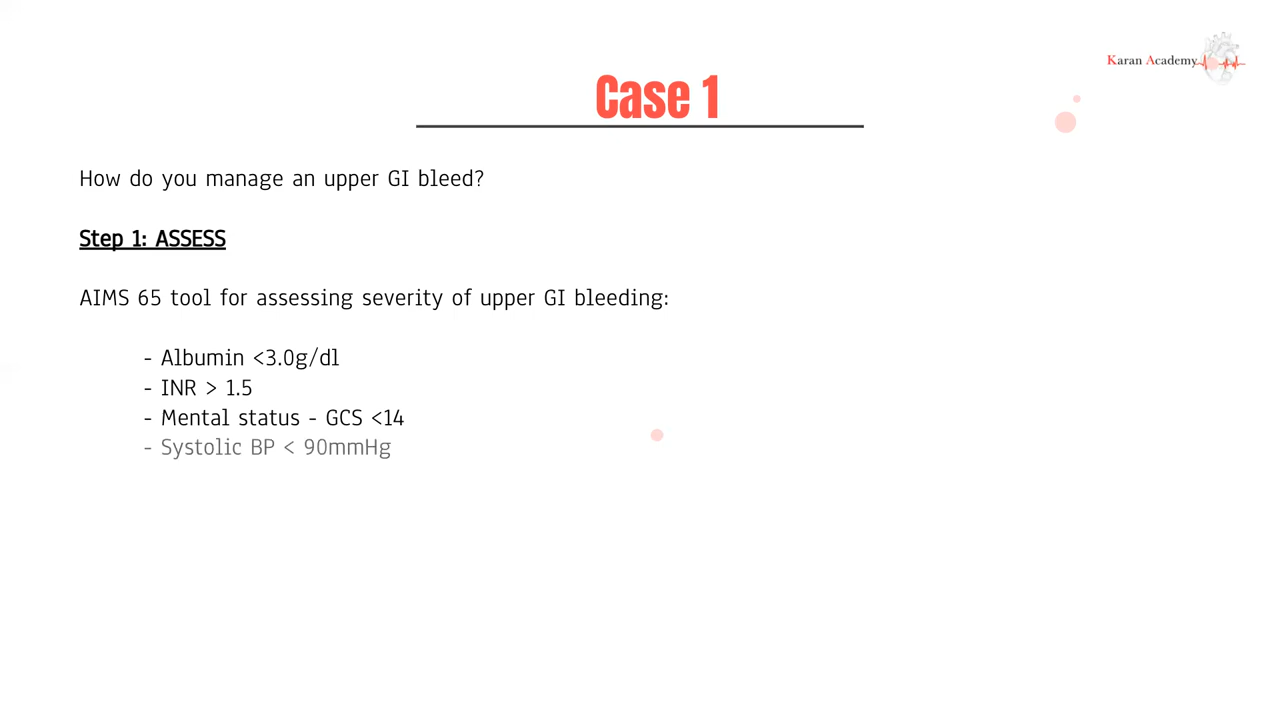 Karan Academy
Case 1
How do you manage an upper GI bleed?
Step 1: ASSESS
AIMS 65 tool for assessing severity of upper GI bleeding:
- Albumin <3.0g/dl
- INR > 1.5
- Mental status - GCS <14
- Systolic BP < 90mmHg